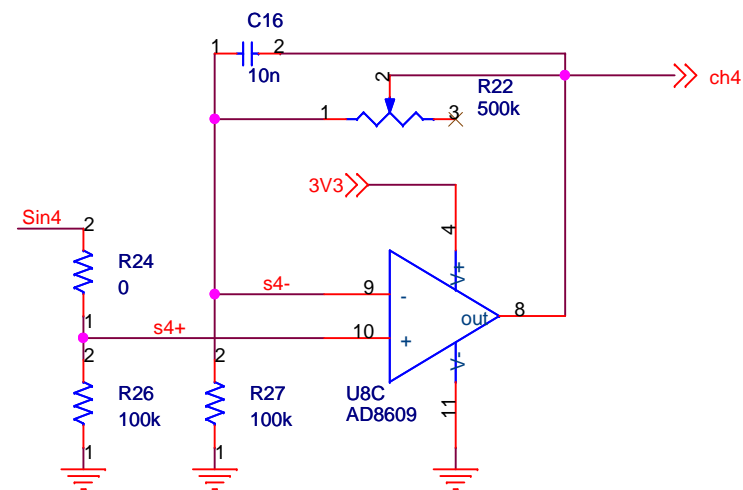 C16
1 2
10n
2
R22
500k
1 3
ch4
3V3
4
Sin4
2
R24
0
1
s4-
9
-
V+
out
8
s4+
10
+
V-
2
R26
100k
1
2
R27
100k
1
U8C
AD8609
11